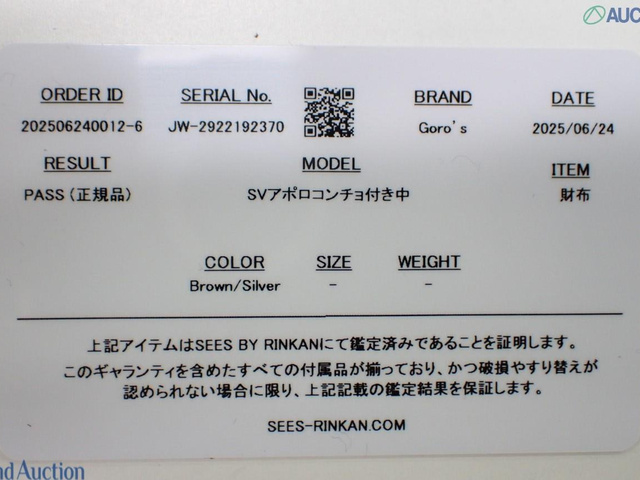 AUC
ORDER ID
SERIAL No.
BRAND
DATE
202506240012-6
JW-2922192370
Goro's
2025/06/24
RESULT
MODEL
ITEM
PASS（正規品）
SVアポロコンチョ付き中
財布
COLOR
SIZE
WEIGHT
Brown/Silver
-
-
上記アイテムはSEES BY RINKANにて鑑定済みであることを証明します。
このギャランティを含めたすべての付属品が揃っており、かつ破損やすり替えが
認められない場合に限り、上記記載の鑑定結果を保証します。
SEES-RINKAN.COM
nd Auction